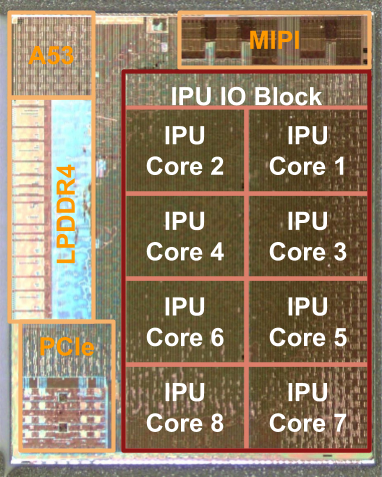 A53
MIPI
IPU IO Block
IPU
Core 2
IPU
Core 1
LPDDR4
IPU
Core 4
IPU
Core 3
IPU
Core 6
IPU
Core 5
PCIe
IPU
Core 8
IPU
Core 7